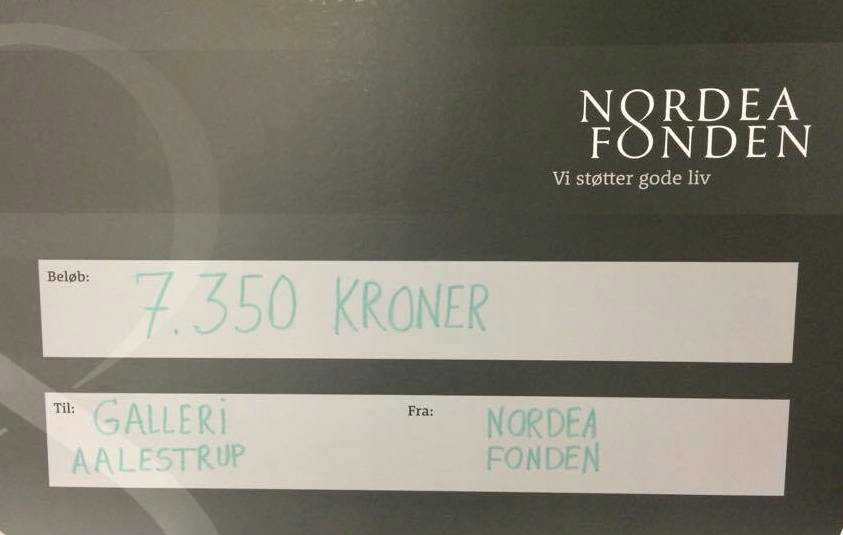 NORDEA
FONDEN
Vi støtter gode liv
Beløb: 7.350 KRONER
Til: GALLERI
AALESTRUP
Fra: NORDEA
FONDEN